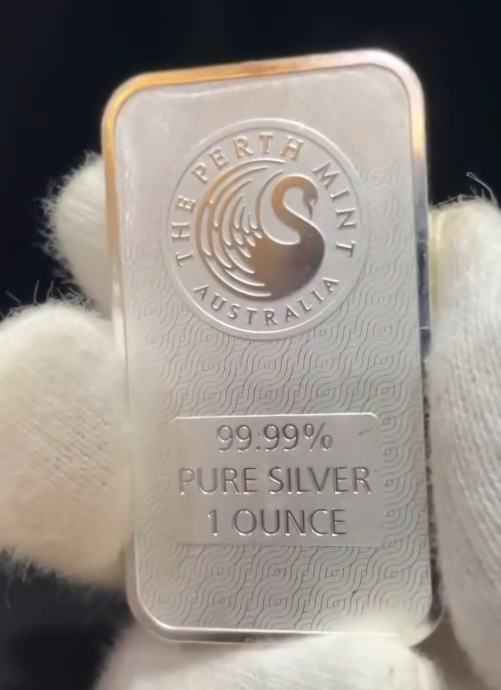 THE PERTH MINT
AUSTRALIA
99.99%
PURE SILVER
1 OUNCE